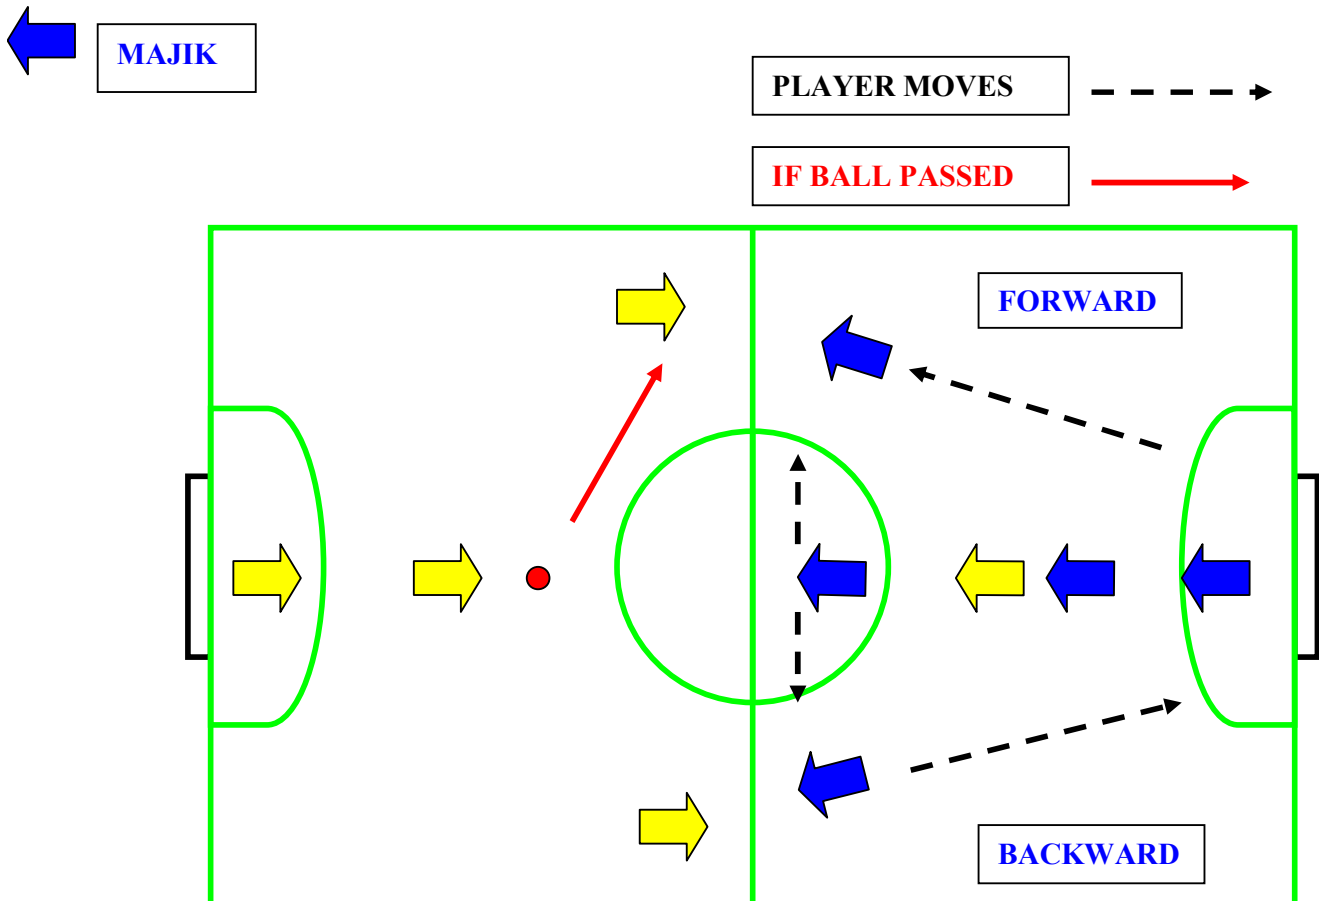 MAJIK
PLAYER MOVES
IF BALL PASSED
FORWARD
BACKWARD